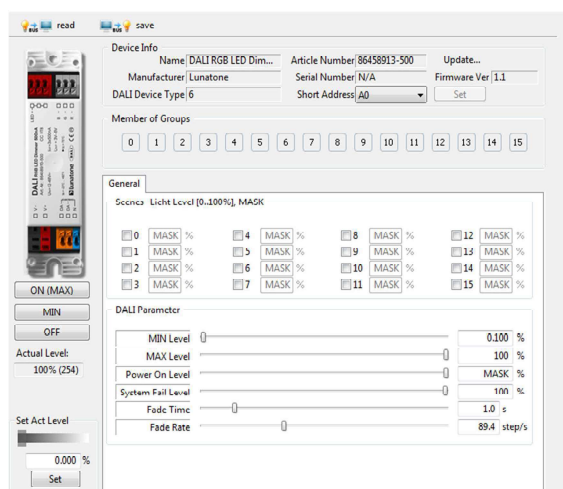 read save
Device Info
Name DALI RGB LED Dim... Article Number 86458913-500 Update...
Manufacturer Lunatone Serial Number N/A Firmware Ver 1.1
DALI Device Type 6 Short Address A0 Set
Member of Groups
0 1 2 3 4 5 6 7 8 9 10 11 12 13 14 15
General
Scenes Light Level [0..100%], MASK
0 MASK % 4 MASK % 8 MASK % 12 MASK %
1 MASK % 5 MASK % 9 MASK % 13 MASK %
2 MASK % 6 MASK % 10 MASK % 14 MASK %
3 MASK % 7 MASK % 11 MASK % 15 MASK %
DALI Parameter
MIN Level 0.100 %
MAX Level 100 %
Power On Level MASK %
System Fail Level 100 %
Fade Time 1.0 s
Fade Rate 89.4 step/s
DALI RGB LED Dimmer
Lunatone
ON (MAX)
MIN
OFF
Actual Level:
100% (254)
Set Act Level
0.000 %
Set